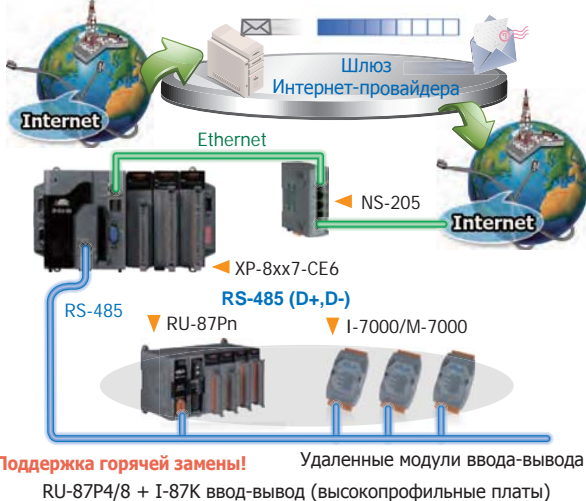 Шлюз
Интернет-провайдера
Internet
Ethernet
NS-205
Internet
XP-8xx7-CE6
RS-485
RS-485 (D+,D-)
RU-87Pn
I-7000/M-7000
Поддержка горячей замены!
Удаленные модули ввода-вывода
RU-87P4/8 + I-87K ввод-вывод (высокопрофильные платы)